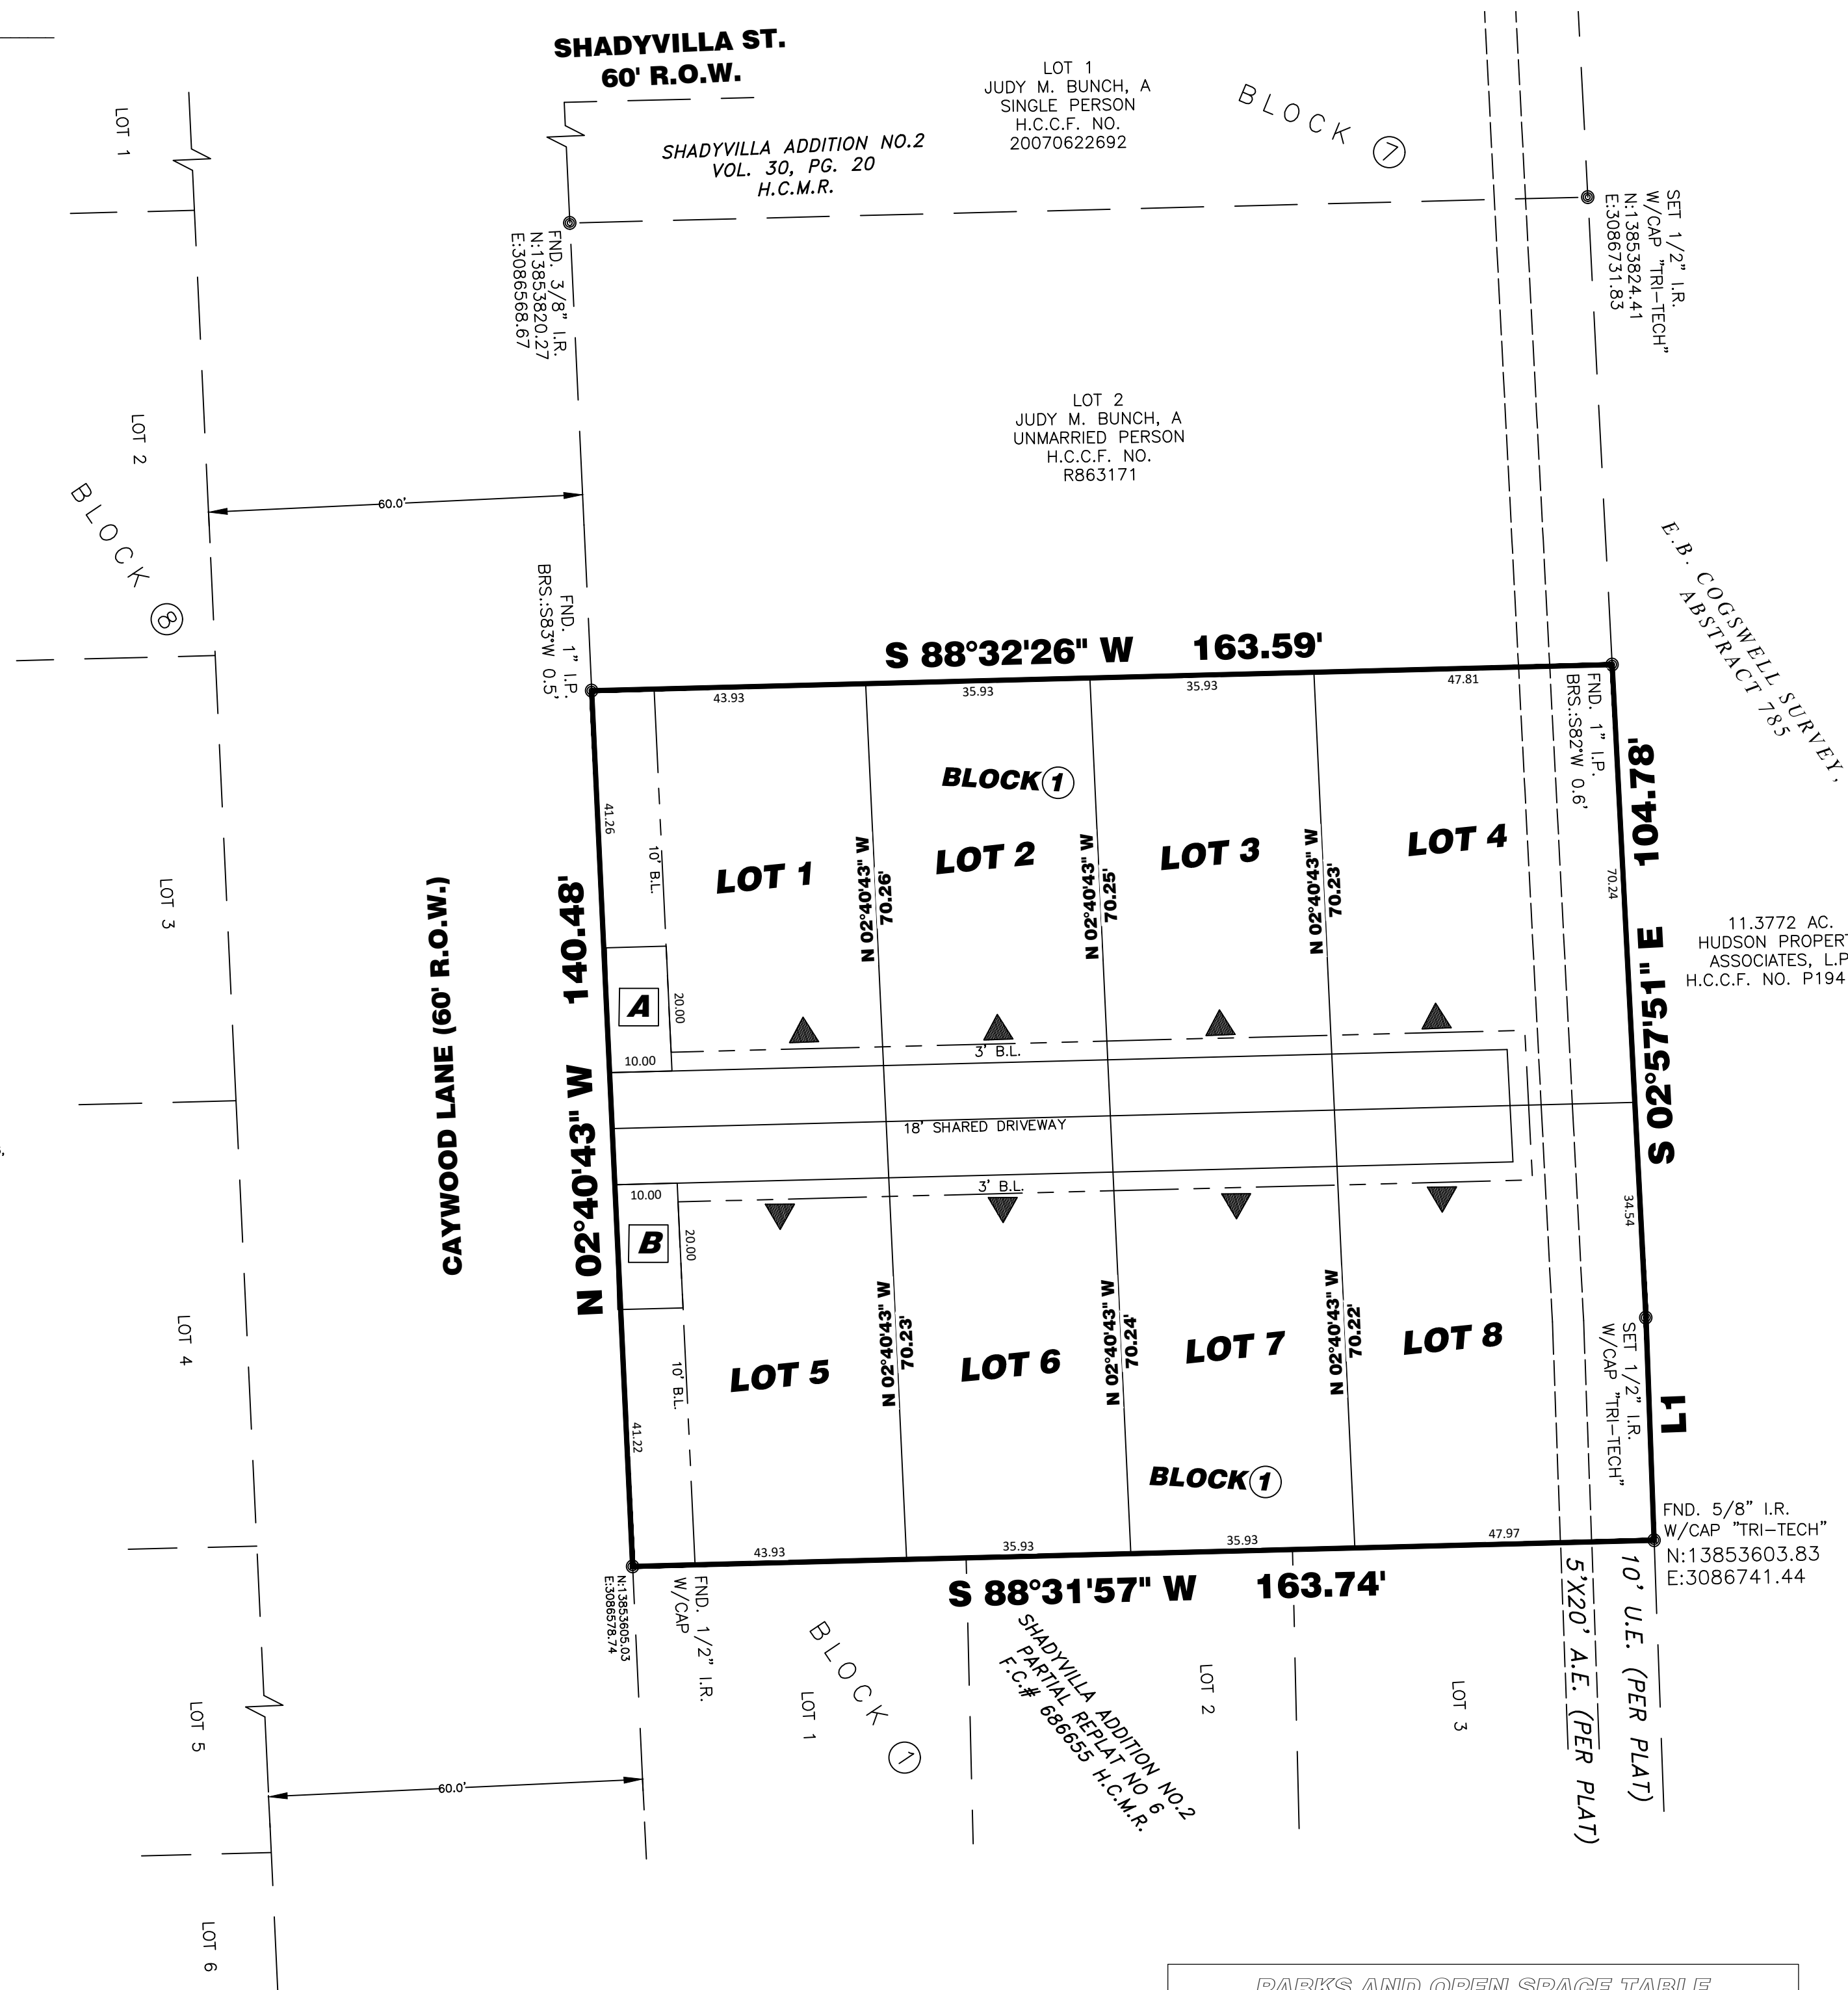 SHADYVILLA ST.
60' R.O.W.
SHADYVILLA ADDITION NO.2
VOL. 30, PG. 20
H.C.M.R.
LOT 1
JUDY M. BUNCH, A
SINGLE PERSON
H.C.C.F. NO.
20070622692
BLOCK 7
SET 1/2" I.R.
W/CAP "TRI-TECH"
N:13853824.41
E:3086731.83
FND. 3/8" I.R.
N:13853820.27
E:3086568.67
LOT 1
LOT 2
BLOCK 8
LOT 3
LOT 4
LOT 5
LOT 6
60.0'
LOT 2
JUDY M. BUNCH, A
UNMARRIED PERSON
H.C.C.F. NO.
R863171
E.B. COGSWELL SURVEY,
ABSTRACT 785
FND. 1" I.P.
BRS.:S83°W 0.5'
S 88°32'26" W 163.59'
43.93
35.93
35.93
47.81
FND. 1" I.P.
BRS.:S82°W 0.6'
S 02°57'51" E 104.78'
70.24
34.54
11.3772 AC.
HUDSON PROPERT
ASSOCIATES, L.P
H.C.C.F. NO. P194
CAYWOOD LANE (60' R.O.W.)
N 02°40'43" W 140.48'
41.26
10' B.L.
BLOCK 1
LOT 1
LOT 2
LOT 3
LOT 4
N 02°40'43" W
70.26'
N 02°40'43" W
70.25'
N 02°40'43" W
70.23'
A
20.00
10.00
3' B.L.
18' SHARED DRIVEWAY
3' B.L.
10.00
B
20.00
10' B.L.
41.22
N 02°40'43" W
70.23'
N 02°40'43" W
70.24'
N 02°40'43" W
70.22'
LOT 5
LOT 6
LOT 7
LOT 8
BLOCK 1
SET 1/2" I.R.
W/CAP "TRI-TECH"
L1
43.93
35.93
35.93
47.97
S 88°31'57" W 163.74'
FND. 5/8" I.R.
W/CAP "TRI-TECH"
N:13853603.83
E:3086741.44
N:13853605.03
E:3086578.74
FND. 1/2" I.R.
W/CAP
BLOCK 1
LOT 1
SHADYVILLA ADDITION NO.2
PARTIAL REPLAT NO 6
F.C.# 686655 H.C.M.R.
LOT 2
LOT 3
5'X20' A.E. (PER PLAT)
10' U.E. (PER PLAT)
60.0'
PARKS AND OPEN SPACE TABLE